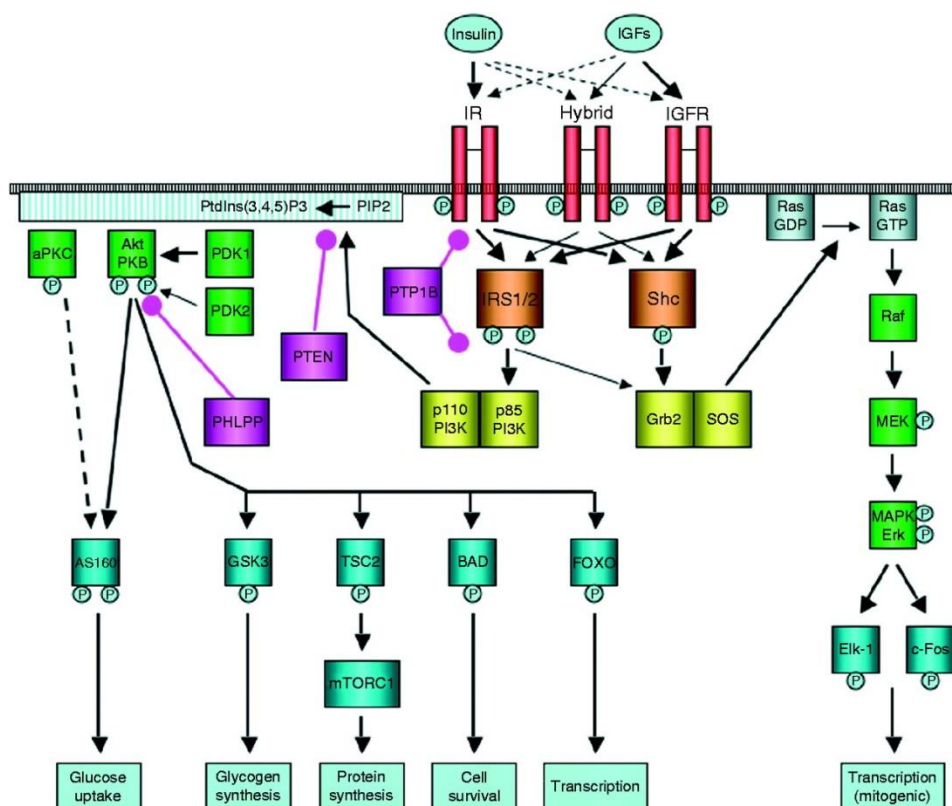 Insulin
IGFs
IR
Hybrid
IGFR
PtdIns(3,4,5)P3
PIP2
P
P
P
P
P
P
Ras
GDP
Ras
GTP
aPKC
P
Akt
PKB
P
P
PDK1
PDK2
PTP1B
IRS1/2
P
P
Shc
P
Raf
PTEN
PHLPP
p110
PI3K
p85
PI3K
Grb2
SOS
MEK
P
MAPK
Erk
P
P
AS160
P
P
GSK3
P
TSC2
P
BAD
P
FOXO
P
mTORC1
Elk-1
P
c-Fos
P
Glucose
uptake
Glycogen
synthesis
Protein
synthesis
Cell
survival
Transcription
Transcription
(mitogenic)